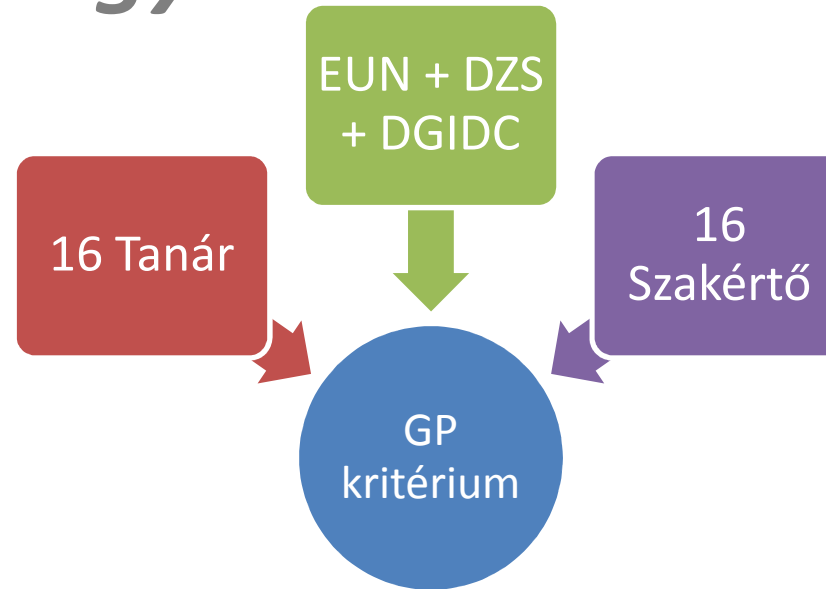 EUN + DZS
+ DGIDC
16 Tanár
16
Szakértő
GP
kritérium